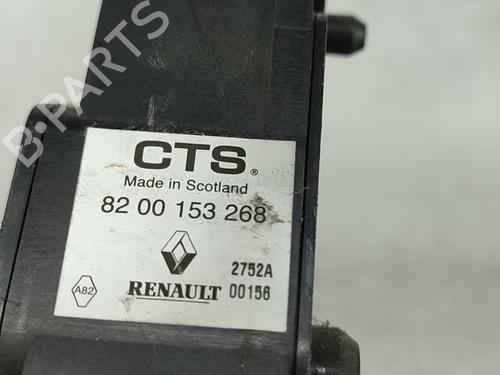 B-PARTS
CTS®
Made in Scotland
82 00 153 268
2752A
A82 RENAULT 00156